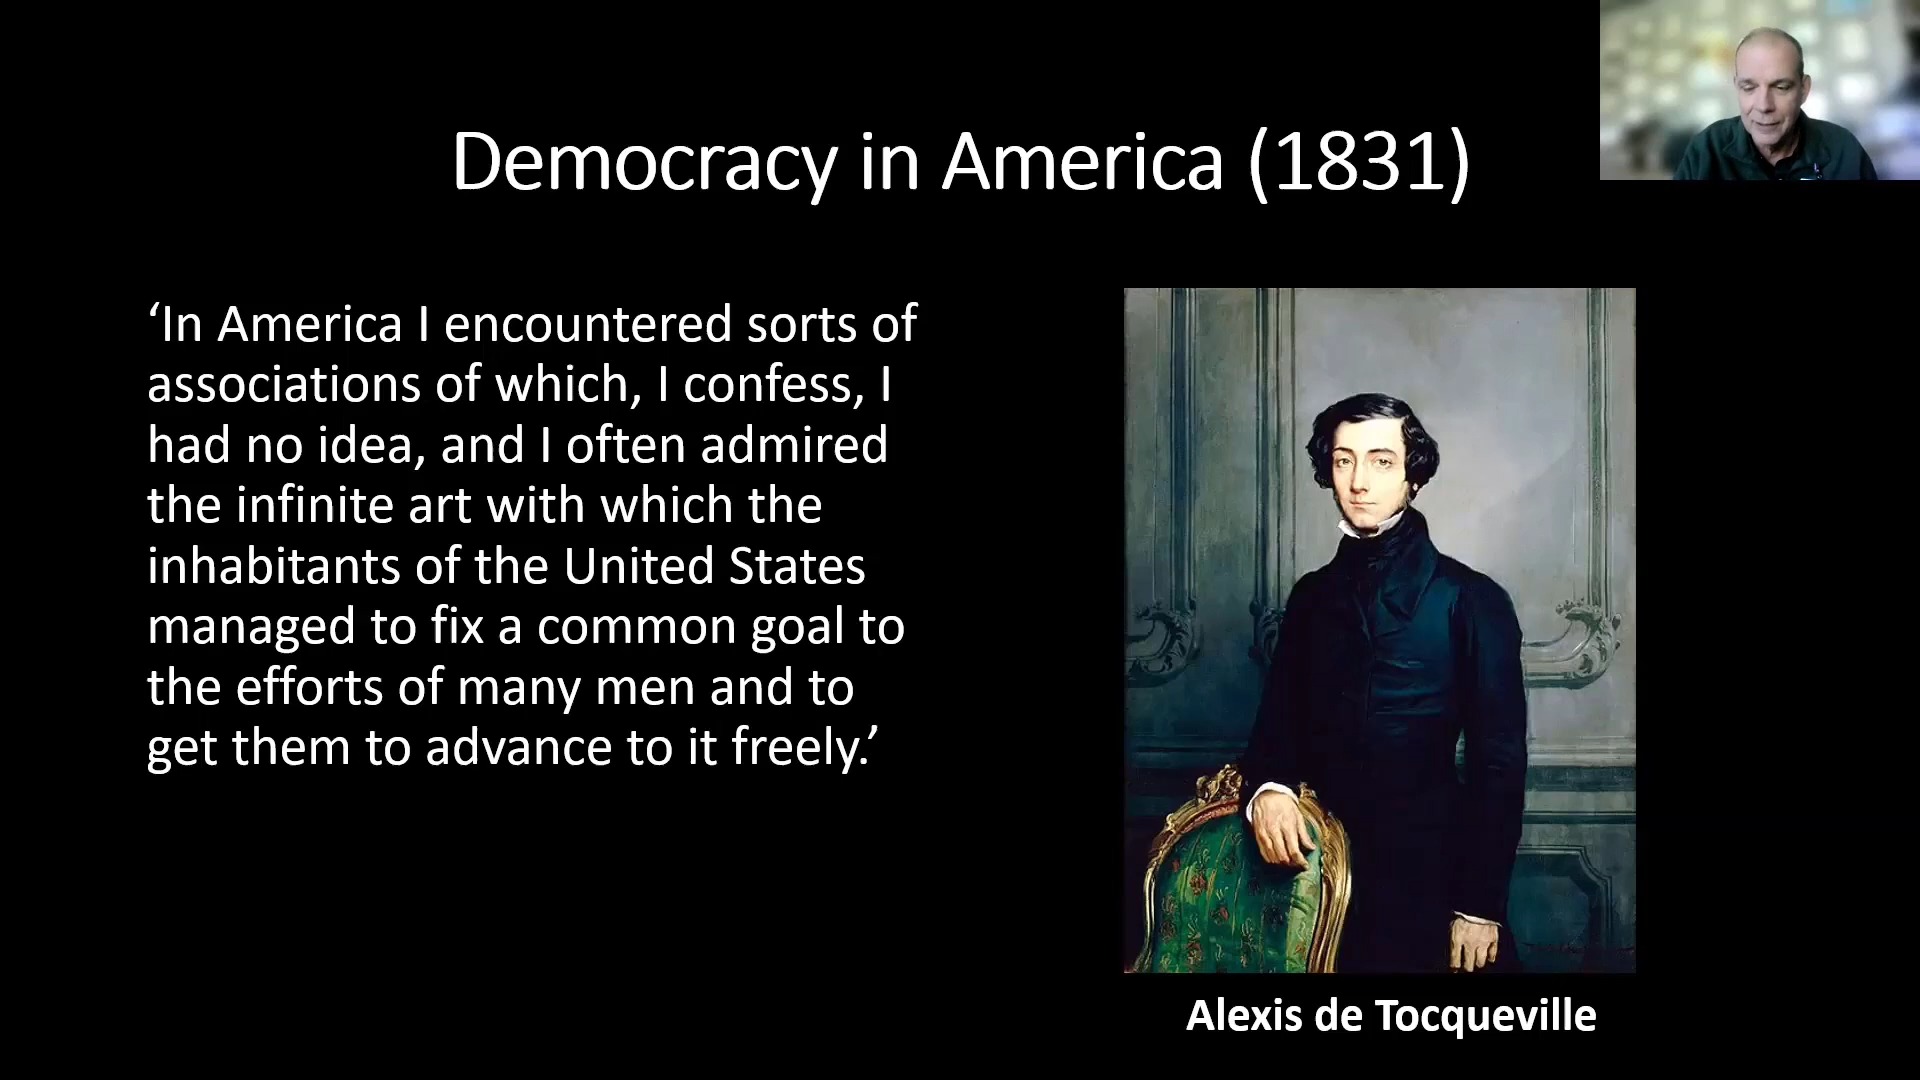 Democracy in America (1831)
‘In America I encountered sorts of
associations of which, I confess, I
had no idea, and I often admired
the infinite art with which the
inhabitants of the United States
managed to fix a common goal to
the efforts of many men and to
get them to advance to it freely.’
Alexis de Tocqueville